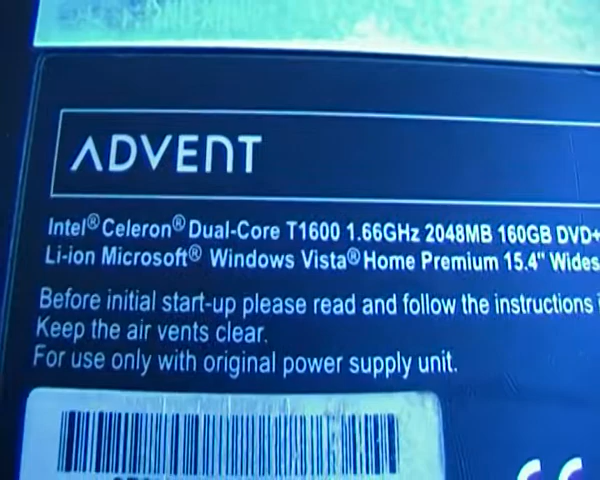 ADVENT
Intel® Celeron® Dual-Core T1600 1.66GHz 2048MB 160GB DVD+
Li-ion Microsoft® Windows Vista® Home Premium 15.4" Wides
Before initial start-up please read and follow the instructions
Keep the air vents clear.
For use only with original power supply unit.
CE